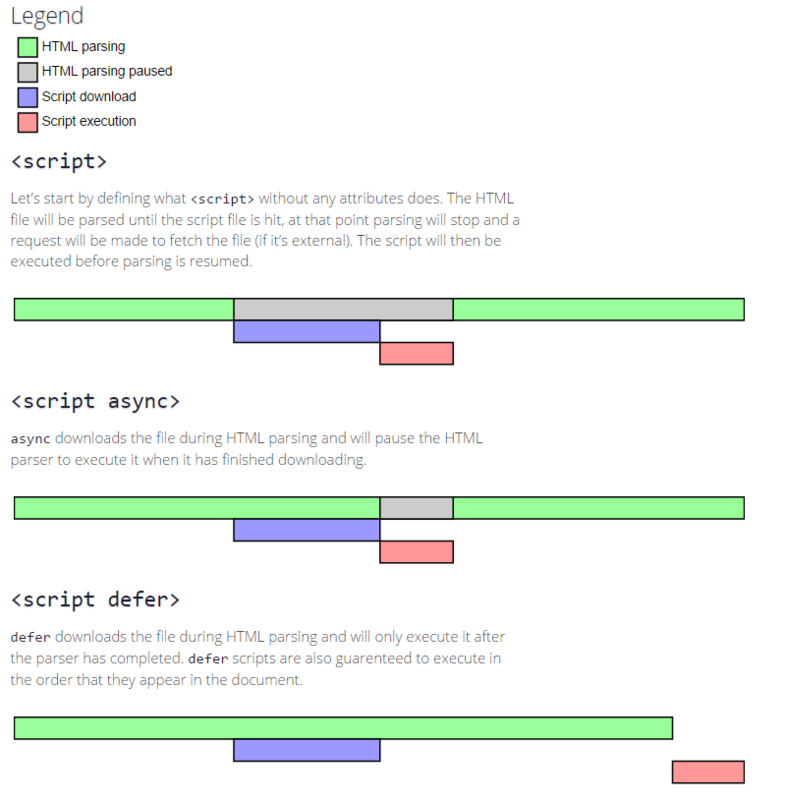 Legend
HTML parsing
HTML parsing paused
Script download
Script execution
<script>
Let's start by defining what <script> without any attributes does. The HTML
file will be parsed until the script file is hit, at that point parsing will stop and a
request will be made to fetch the file (if it's external). The script will then be
executed before parsing is resumed.
<script async>
async downloads the file during HTML parsing and will pause the HTML
parser to execute it when it has finished downloading.
<script defer>
defer downloads the file during HTML parsing and will only execute it after
the parser has completed. defer scripts are also guarenteed to execute in
the order that they appear in the document.